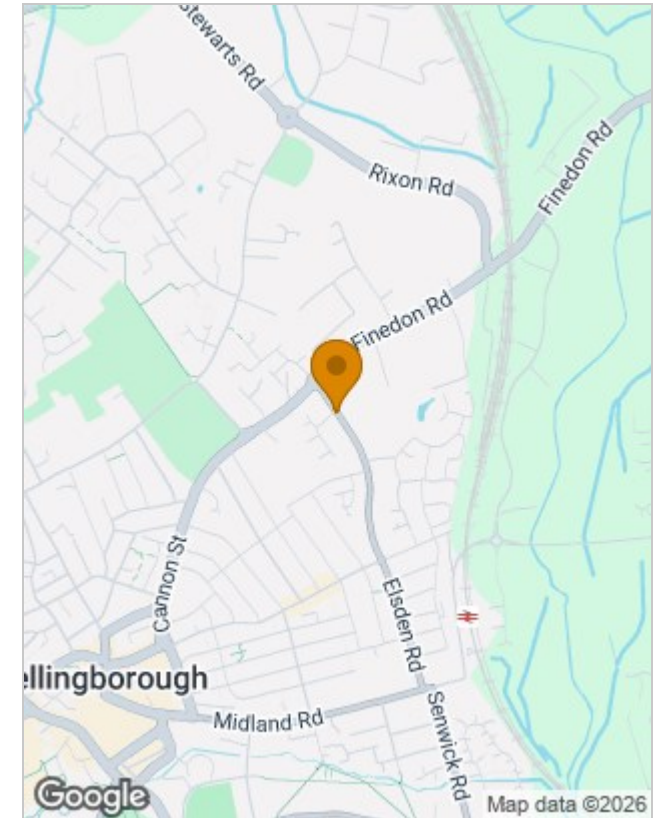 stewarts Rd
Rixon Rd
Finedon Rd
Finedon Rd
Cannon St
Elsden Rd
ellingborough
Midland Rd
Senwick Rd
Google
Map data ©2026